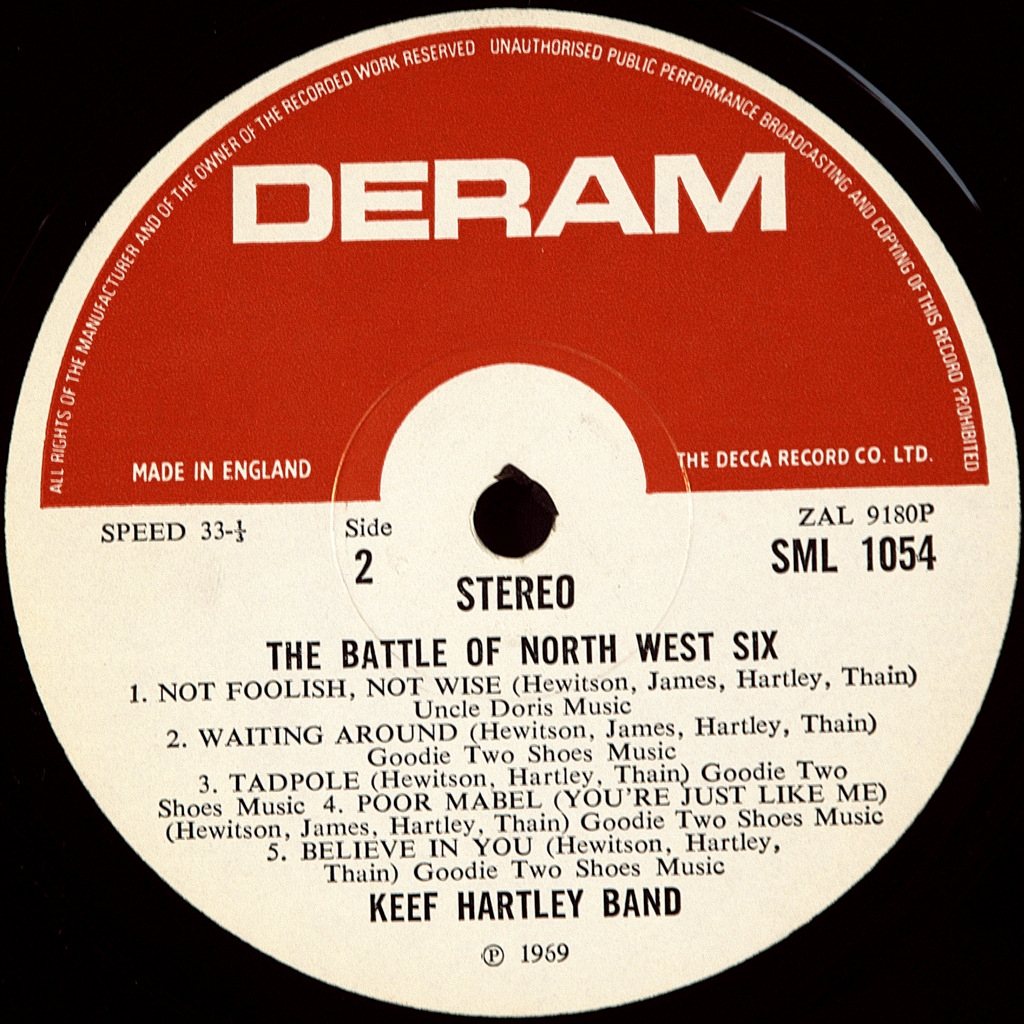 ALL RIGHTS OF THE MANUFACTURER AND OF THE OWNER OF THE RECORDED WORK RESERVED UNAUTHORISED PUBLIC PERFORMANCE BROADCASTING AND COPYING OF THIS RECORD PROHIBITED
DERAM
MADE IN ENGLAND
THE DECCA RECORD CO. LTD.
SPEED 33-⅓
Side
2
ZAL 9180P
SML 1054
STEREO
THE BATTLE OF NORTH WEST SIX
1. NOT FOOLISH, NOT WISE (Hewitson, James, Hartley, Thain)
Uncle Doris Music
2. WAITING AROUND (Hewitson, James, Hartley, Thain)
Goodie Two Shoes Music
3. TADPOLE (Hewitson, Hartley, Thain) Goodie Two
Shoes Music 4. POOR MABEL (YOU'RE JUST LIKE ME)
(Hewitson, James, Hartley, Thain) Goodie Two Shoes Music
5. BELIEVE IN YOU (Hewitson, Hartley,
Thain) Goodie Two Shoes Music
KEEF HARTLEY BAND
℗ 1969